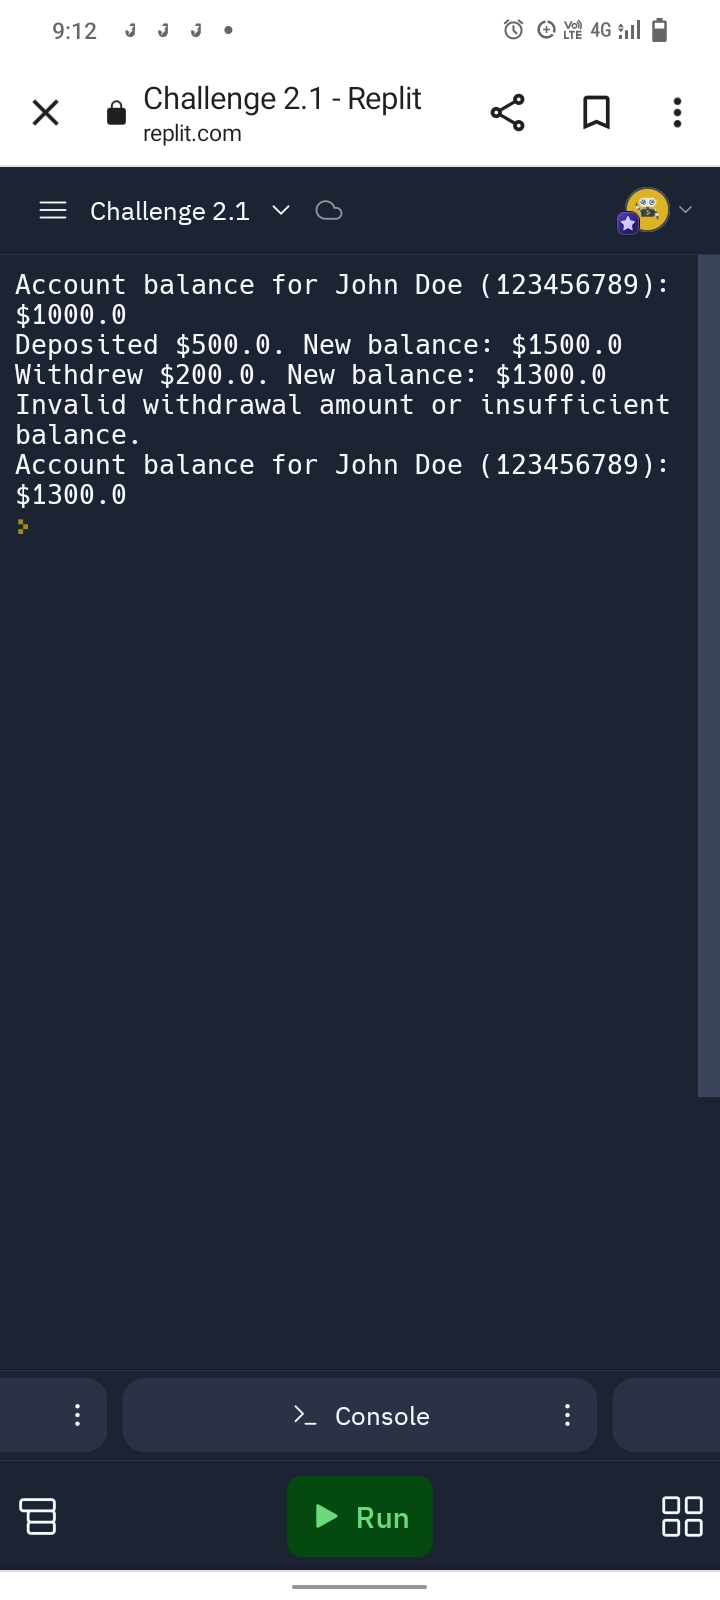 9:12
4G
Challenge 2.1 - Replit
replit.com
Challenge 2.1
Account balance for John Doe (123456789):
$1000.0
Deposited $500.0. New balance: $1500.0
Withdrew $200.0. New balance: $1300.0
Invalid withdrawal amount or insufficient
balance.
Account balance for John Doe (123456789):
$1300.0
Console
Run